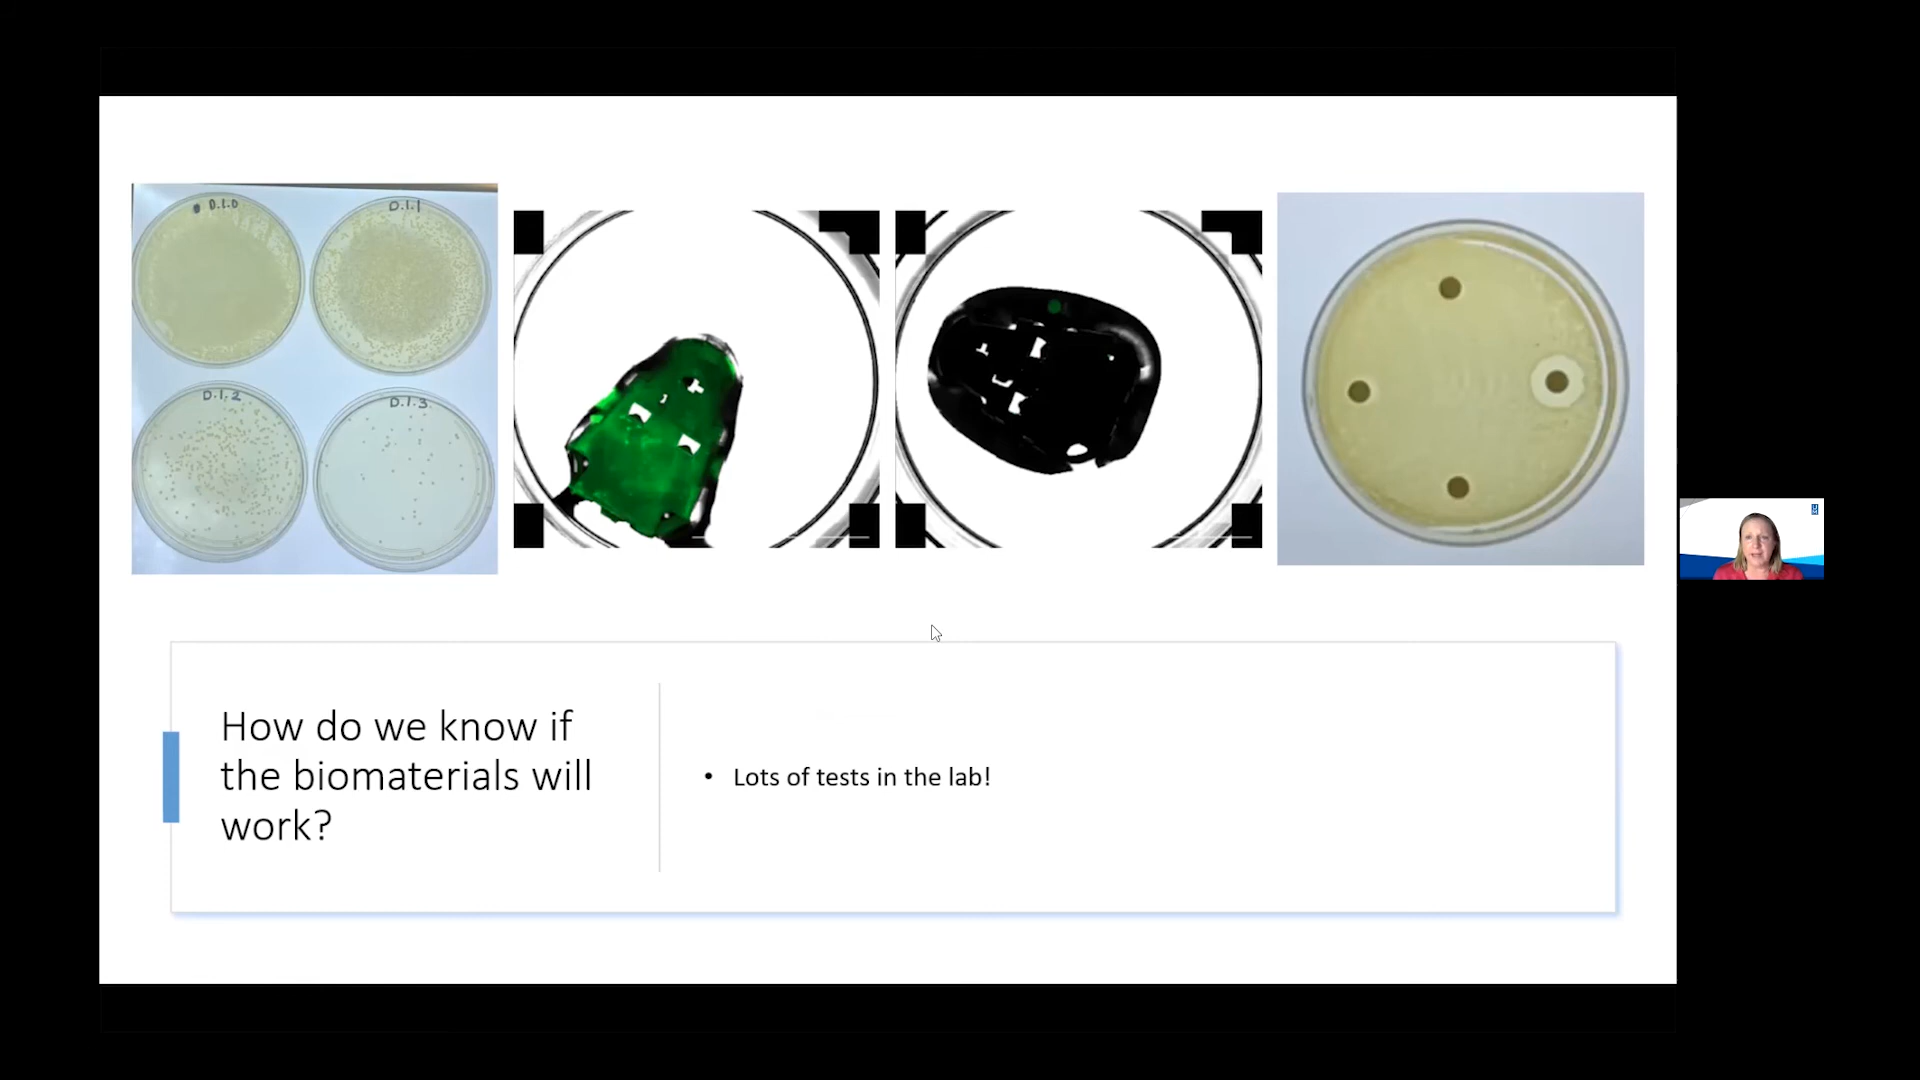 D.1.0
D.1.1
D.1.2
D.1.3
How do we know if
the biomaterials will
work?
• Lots of tests in the lab!